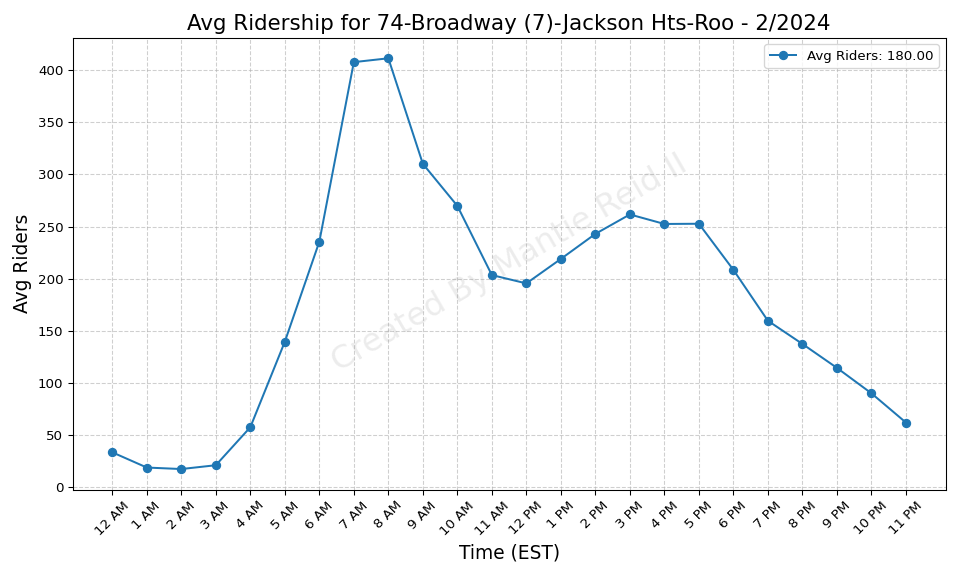 Avg Ridership for 74-Broadway (7)-Jackson Hts-Roo - 2/2024
Avg Riders: 180.00
400
350
300
250
200
150
100
50
0
Avg Riders
Created By Mantle Reid II
12 AM
1 AM
2 AM
3 AM
4 AM
5 AM
6 AM
7 AM
8 AM
9 AM
10 AM
11 AM
12 PM
1 PM
2 PM
3 PM
4 PM
5 PM
6 PM
7 PM
8 PM
9 PM
10 PM
11 PM
Time (EST)